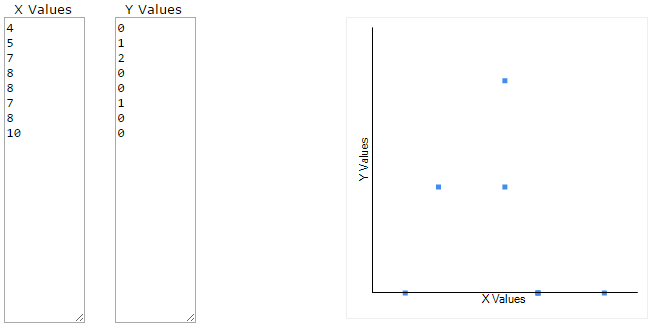 X Values Y Values
4 0
5 1
7 2
8 0
8 0
7 1
8 0
10 0
Y Values
X Values